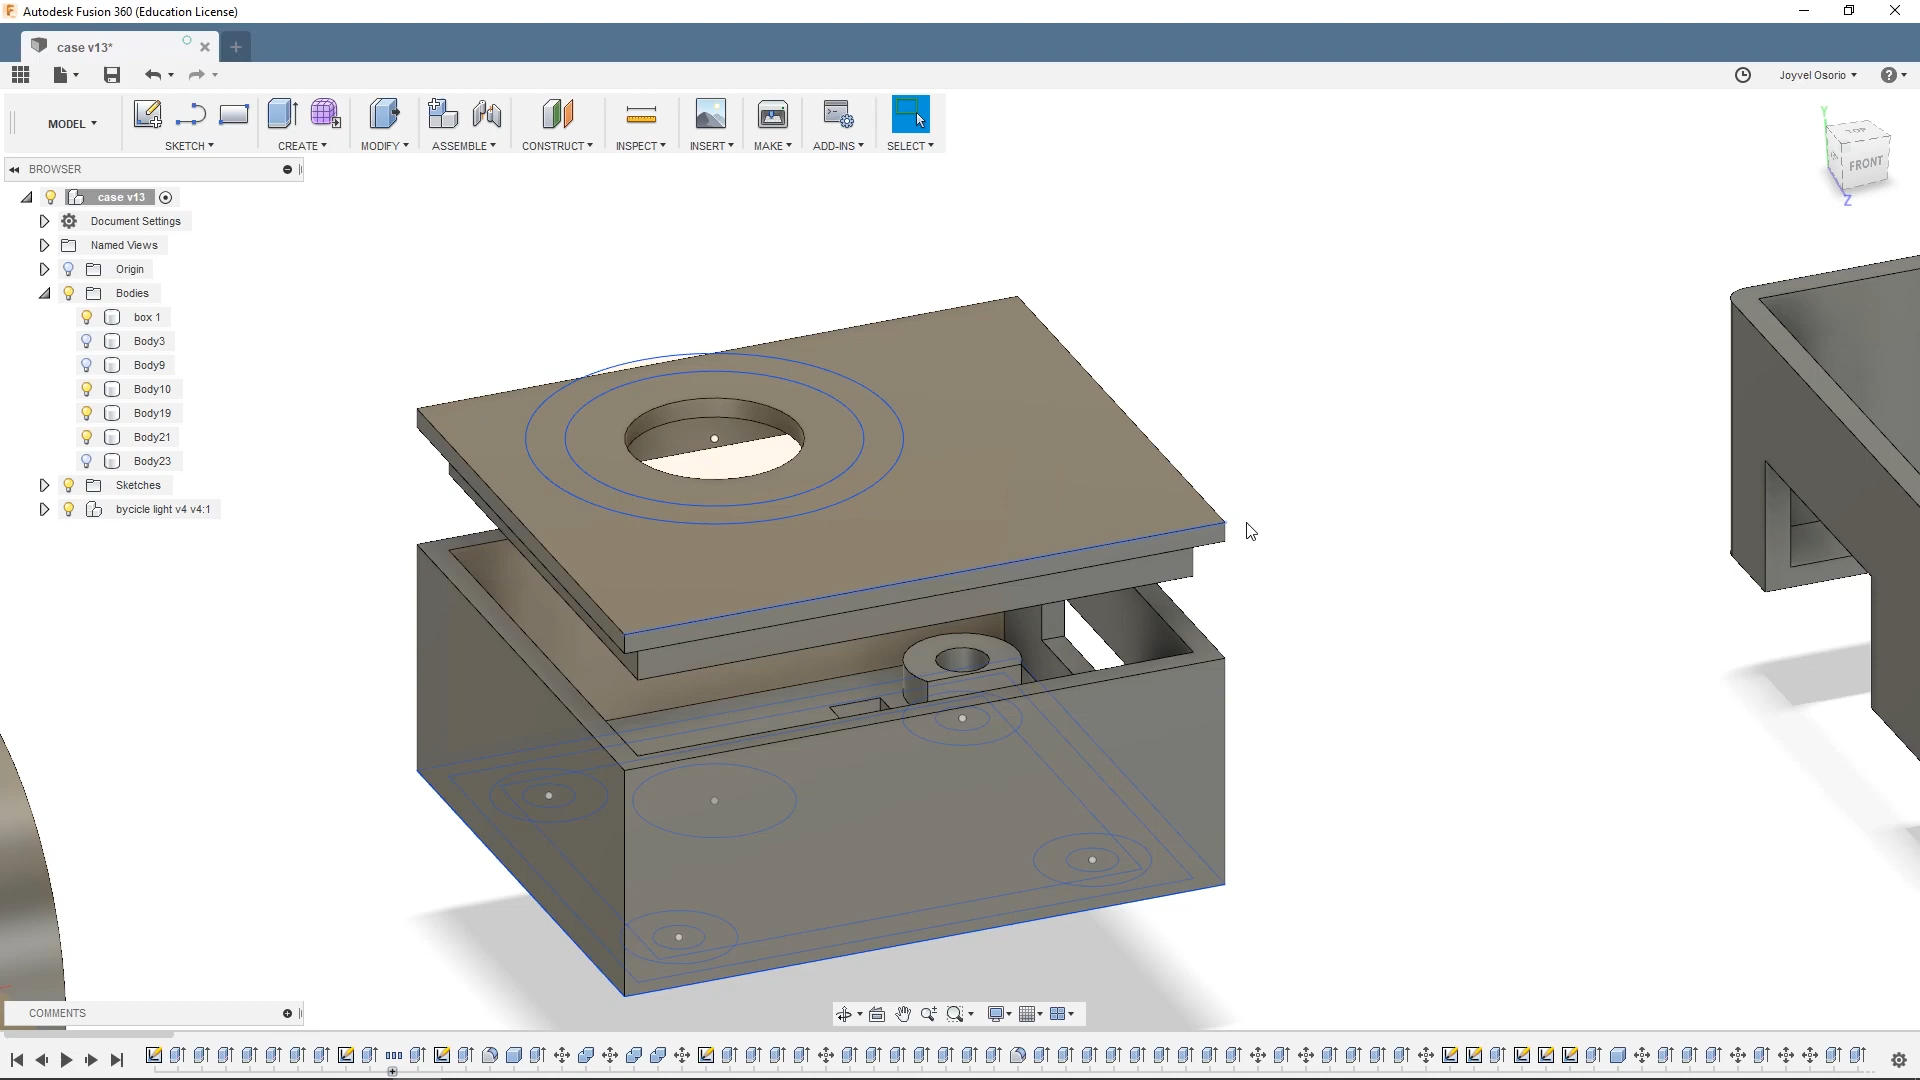 Autodesk Fusion 360 (Education License)
case v13*
Joyvel Osorio
MODEL
SKETCH
CREATE
MODIFY
ASSEMBLE
CONSTRUCT
INSPECT
INSERT
MAKE
ADD-INS
SELECT
BROWSER
case v13
Document Settings
Named Views
Origin
Bodies
box 1
Body3
Body9
Body10
Body19
Body21
Body23
Sketches
bycicle light v4 v4:1
Y
TOP
FRONT
Z
COMMENTS